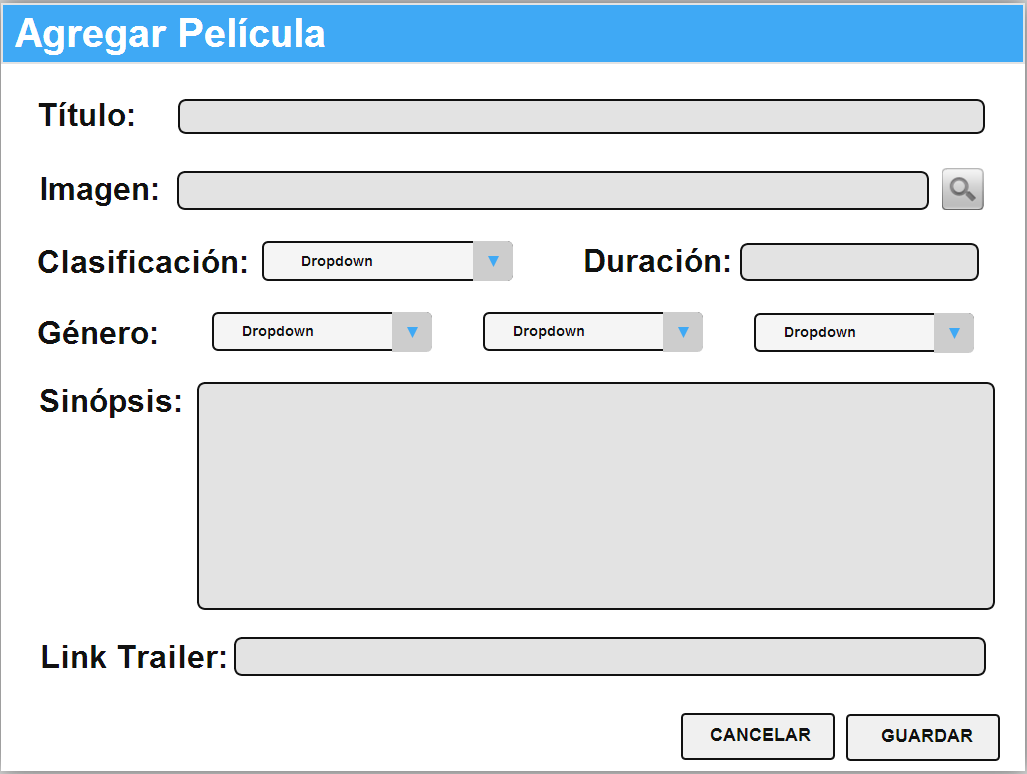 Agregar Película
Título:
Imagen:
Clasificación: Dropdown ▼ Duración:
Género: Dropdown ▼ Dropdown ▼ Dropdown ▼
Sinópsis:
Link Trailer:
CANCELAR GUARDAR